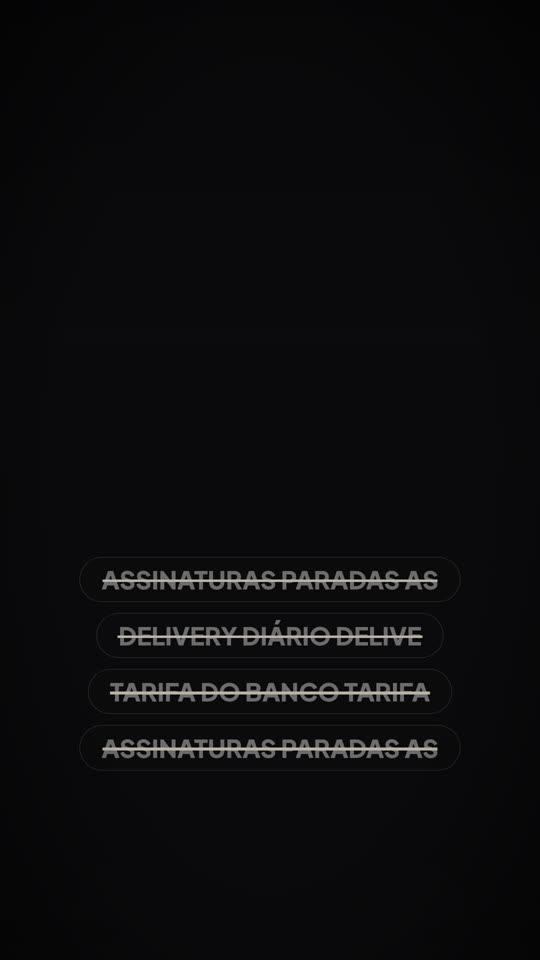 ASSINATURAS PARADAS AS
DELIVERY DIÁRIO DELIVE
TARIFA DO BANCO TARIFA
ASSINATURAS PARADAS AS